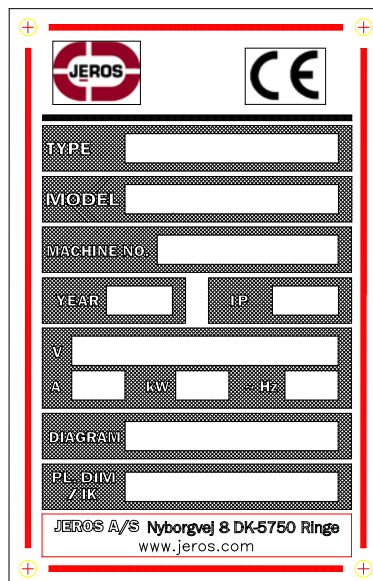 JEROS
CE
TYPE
MODEL
MACHINE NO.
YEAR I.P.
V
A kW ~ Hz
DIAGRAM
PL. DIM
/ IK
JEROS A/S Nyborgvej 8 DK-5750 Ringe
www.jeros.com